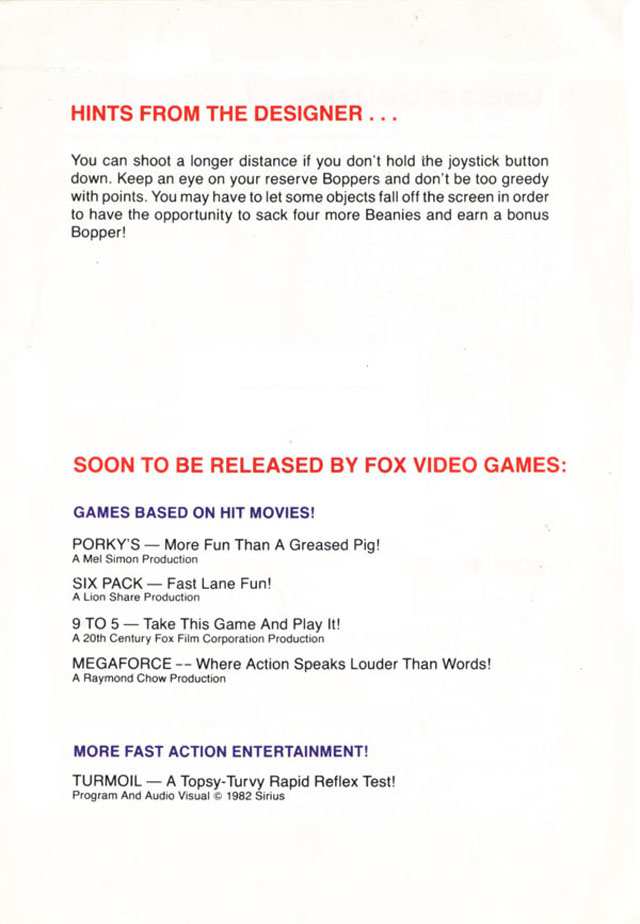 HINTS FROM THE DESIGNER . . .
You can shoot a longer distance if you don't hold the joystick button
down. Keep an eye on your reserve Boppers and don't be too greedy
with points. You may have to let some objects fall off the screen in order
to have the opportunity to sack four more Beanies and earn a bonus
Bopper!
SOON TO BE RELEASED BY FOX VIDEO GAMES:
GAMES BASED ON HIT MOVIES!
PORKY'S — More Fun Than A Greased Pig!
A Mel Simon Production
SIX PACK — Fast Lane Fun!
A Lion Share Production
9 TO 5 — Take This Game And Play It!
A 20th Century Fox Film Corporation Production
MEGAFORCE -- Where Action Speaks Louder Than Words!
A Raymond Chow Production
MORE FAST ACTION ENTERTAINMENT!
TURMOIL — A Topsy-Turvy Rapid Reflex Test!
Program And Audio Visual © 1982 Sirius